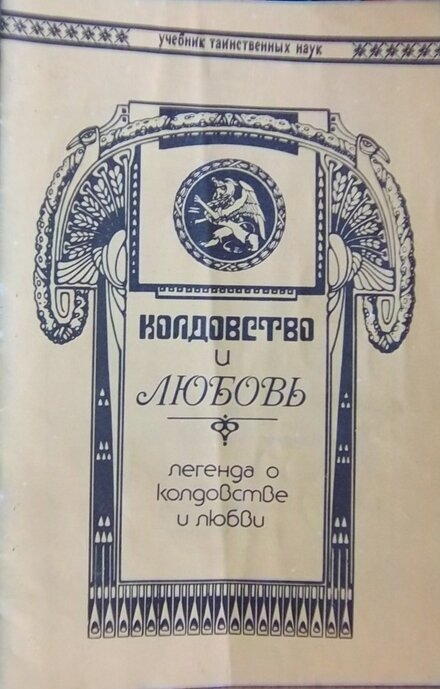 учебник таинственных наук
КОЛДОВСТВО
и
ЛЮБОВЬ
легенда о
колдовстве
и любви